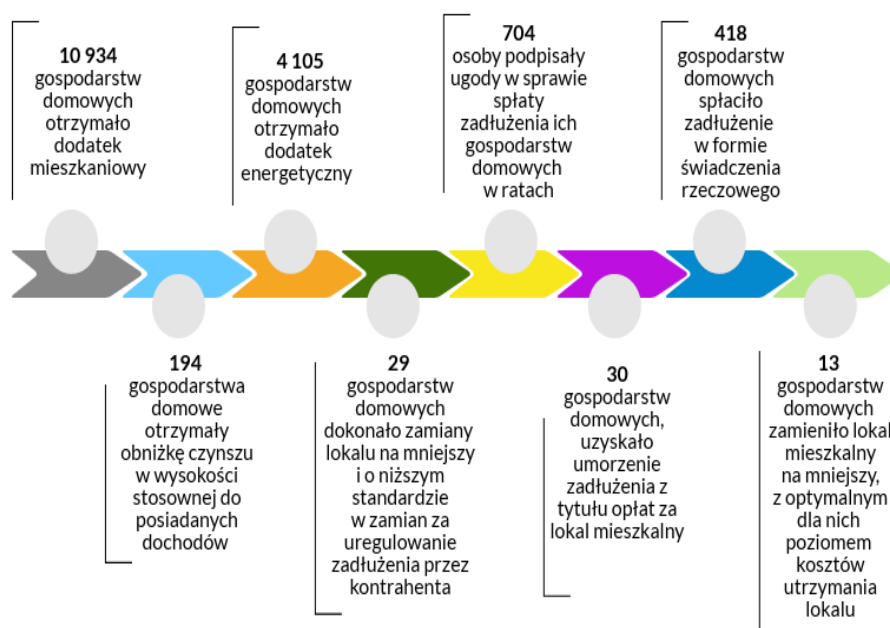 10 934
gospodarstw
domowych
otrzymało
dodatek
mieszkaniowy
194
gospodarstwa
domowe
otrzymały
obniżkę czynszu
w wysokości
stosownej do
posiadanych
dochodów
4 105
gospodarstw
domowych
otrzymało
dodatek
energetyczny
29
gospodarstw
domowych
dokonało zamiany
lokalu na mniejszy
i o niższym
standardzie
w zamian za
uregulowanie
zadłużenia przez
kontrahenta
704
osoby podpisały
ugody w sprawie
spłaty
zadłużenia ich
gospodarstw
domowych
w ratach
30
gospodarstw
domowych,
uzyskało
umorzenie
zadłużenia z
tytułu opłat za
lokal mieszkalny
418
gospodarstw
domowych
spłaciło
zadłużenie
w formie
świadczenia
rzeczowego
13
gospodarstw
domowych
zamieniło lokal
mieszkalny
na mniejszy,
z optymalnym
dla nich
poziomem
kosztów
utrzymania
lokalu